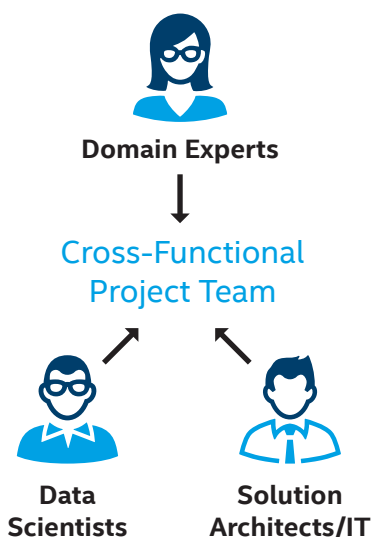 Domain Experts
Cross-Functional
Project Team
Data
Scientists
Solution
Architects/IT